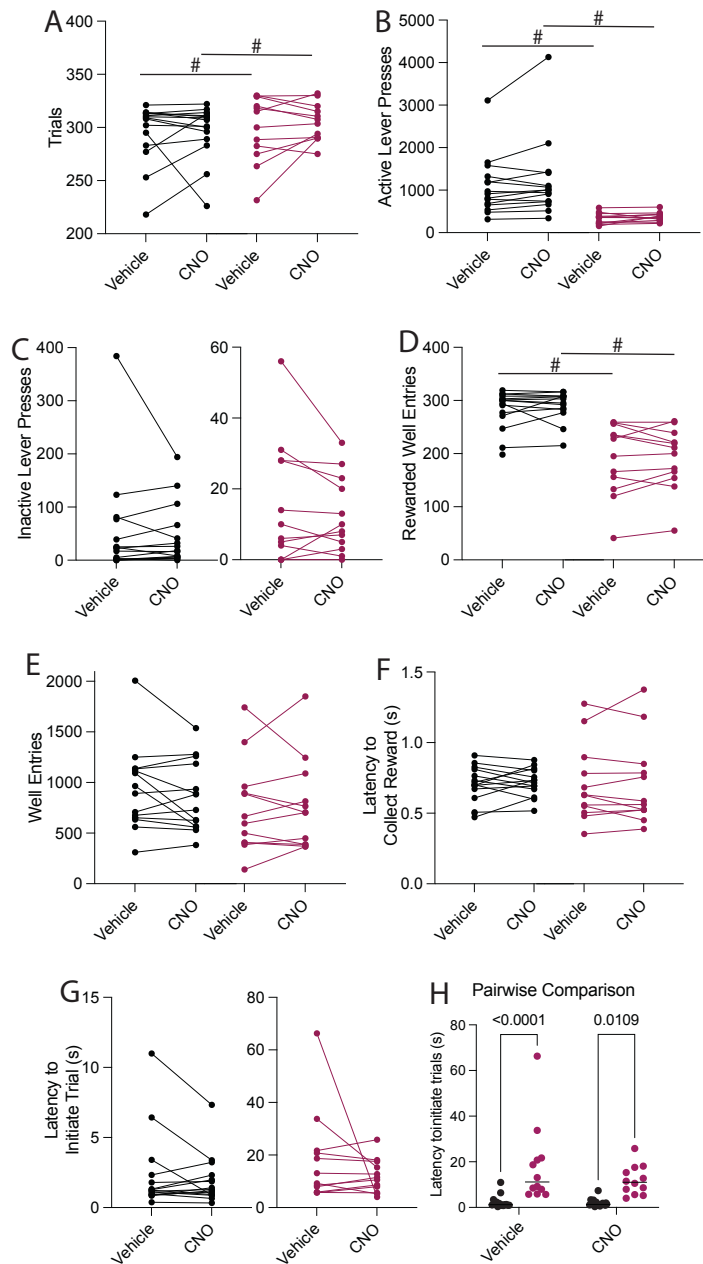 A
Trials
400
350
300
250
200
#
#
Vehicle
CNO
Vehicle
CNO
B
Active Lever Presses
5000
4000
3000
2000
1000
0
#
#
Vehicle
CNO
Vehicle
CNO
C
Inactive Lever Presses
400
300
200
100
0
Vehicle
CNO
60
40
20
0
Vehicle
CNO
D
Rewarded Well Entries
400
300
200
100
0
#
#
Vehicle
CNO
Vehicle
CNO
E
Well Entries
2000
1500
1000
500
0
Vehicle
CNO
Vehicle
CNO
F
Latency to
Collect Reward (s)
1.5
1.0
0.5
0.0
Vehicle
CNO
Vehicle
CNO
G
Latency to
Initiate Trial (s)
15
10
5
0
Vehicle
CNO
80
60
40
20
0
Vehicle
CNO
H
Pairwise Comparison
Latency toinitiate trials (s)
80
60
40
20
0
<0.0001
0.0109
Vehicle
CNO